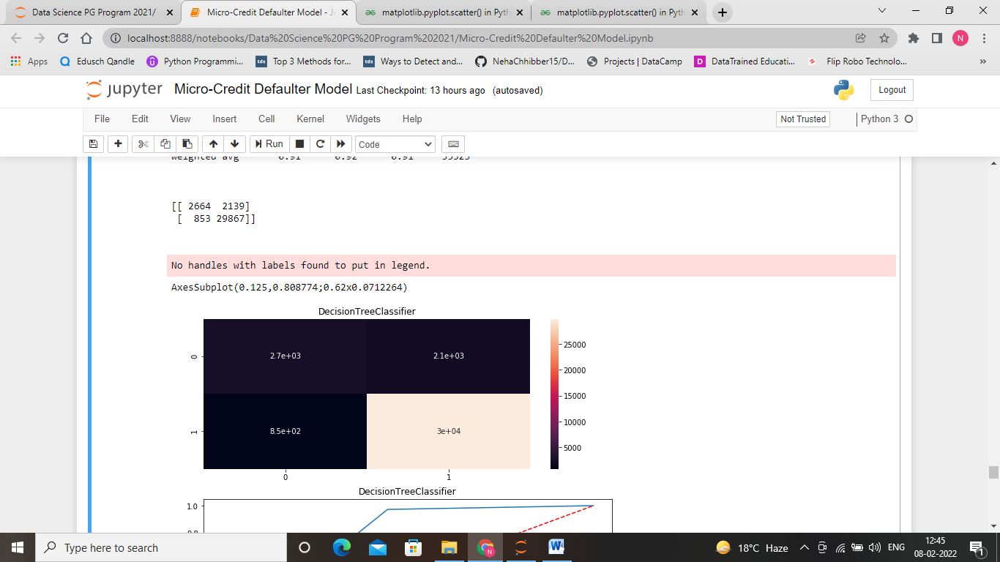 Data Science PG Program 2021/
Micro-Credit Defaulter Model - Ju
matplotlib.pyplot.scatter() in Pyth
matplotlib.pyplot.scatter() in Pyth
localhost:8888/notebooks/Data%20Science%20PG%20Program%202021/Micro-Credit%20Defaulter%20Model.ipynb
N
Apps
Edusch Qandle
Python Programmi...
tds Top 3 Methods for...
tds Ways to Detect and...
NehaChhibber15/D...
Projects | DataCamp
D DataTrained Educati...
Flip Robo Technolo...
»
jupyter Micro-Credit Defaulter Model Last Checkpoint: 13 hours ago (autosaved)
Logout
File Edit View Insert Cell Kernel Widgets Help
Not Trusted
Python 3
Run
Code
weighted avg 0.91 0.92 0.91 35523
[[ 2664 2139]
[ 853 29867]]
No handles with labels found to put in legend.
AxesSubplot(0.125,0.808774;0.62x0.0712264)
DecisionTreeClassifier
0
2.7e+03
2.1e+03
1
8.5e+02
3e+04
0
1
25000
20000
15000
10000
5000
DecisionTreeClassifier
1.0
0.8
Type here to search
W
18°C Haze
ENG
12:45
08-02-2022
1